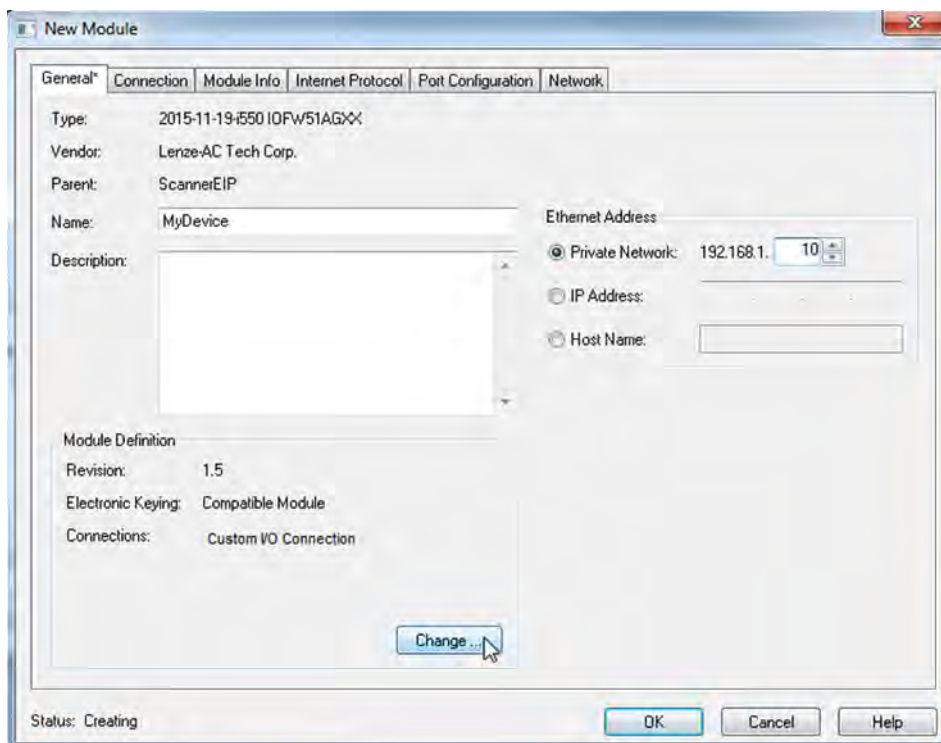 New Module
General* Connection Module Info Internet Protocol Port Configuration Network
Type: 2015-11-19-i550 IOFW51AGXX
Vendor: Lenze-AC Tech Corp.
Parent: ScannerEIP
Name: MyDevice
Description:
Ethernet Address
Private Network: 192.168.1. 10
IP Address: . . .
Host Name:
Module Definition
Revision: 1.5
Electronic Keying: Compatible Module
Connections: Custom I/O Connection
Change ...
Status: Creating
OK Cancel Help